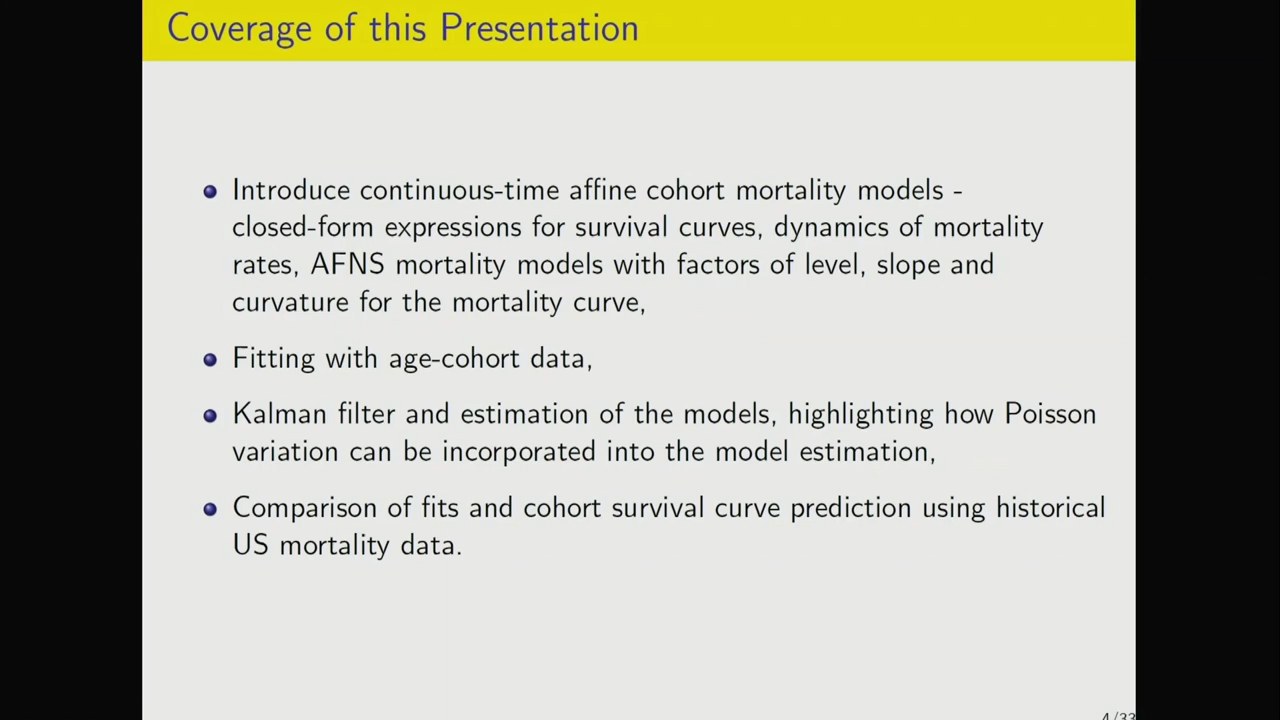 Coverage of this Presentation
Introduce continuous-time affine cohort mortality models -
closed-form expressions for survival curves, dynamics of mortality
rates, AFNS mortality models with factors of level, slope and
curvature for the mortality curve,
Fitting with age-cohort data,
Kalman filter and estimation of the models, highlighting how Poisson
variation can be incorporated into the model estimation,
Comparison of fits and cohort survival curve prediction using historical
US mortality data.
4/33